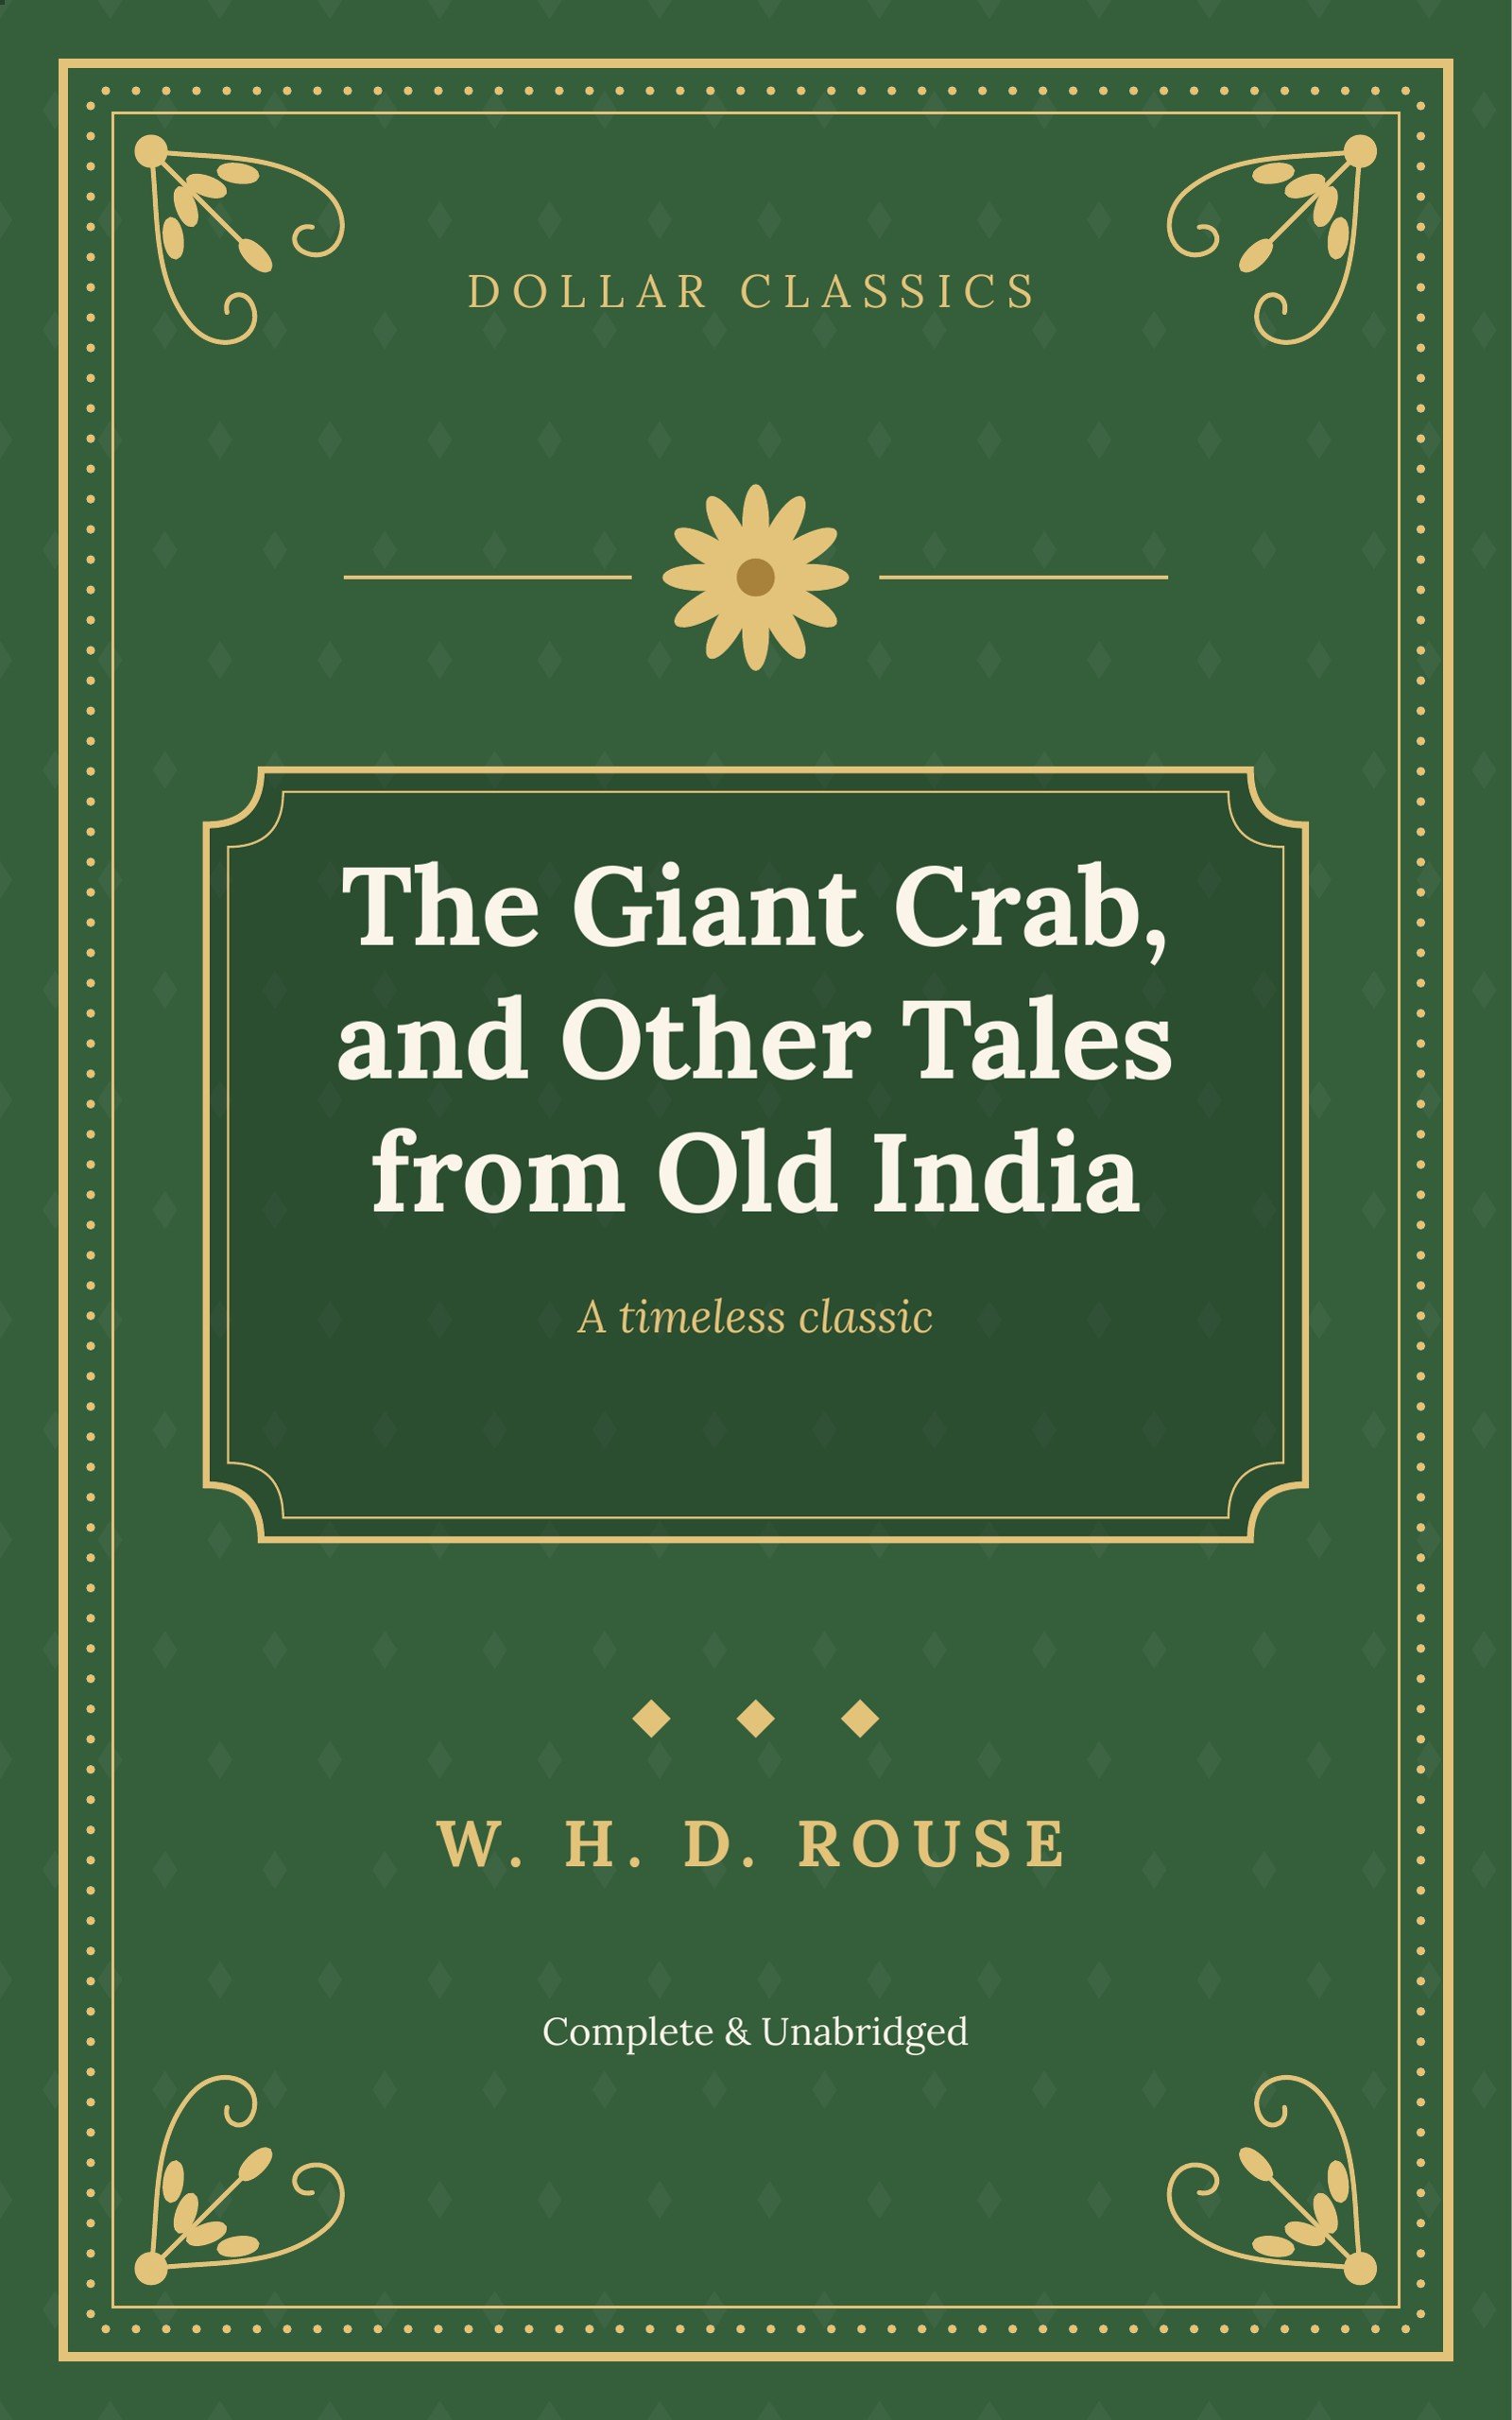 DOLLAR CLASSICS
The Giant Crab,
and Other Tales
from Old India
A timeless classic
W. H. D. ROUSE
Complete & Unabridged